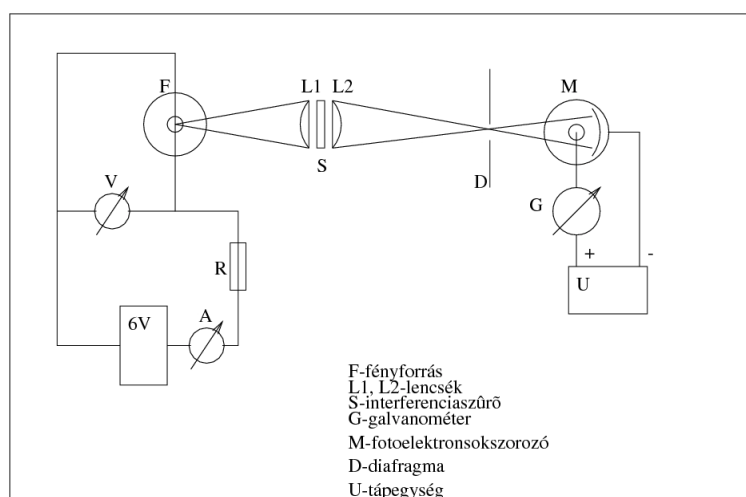 F
L1 L2
M
S
D
V
G
R
+
-
U
6V
A
F-fényforrás
L1, L2-lencsék
S-interferenciaszûrõ
G-galvanométer
M-fotoelektronsokszorozó
D-diafragma
U-tápegység